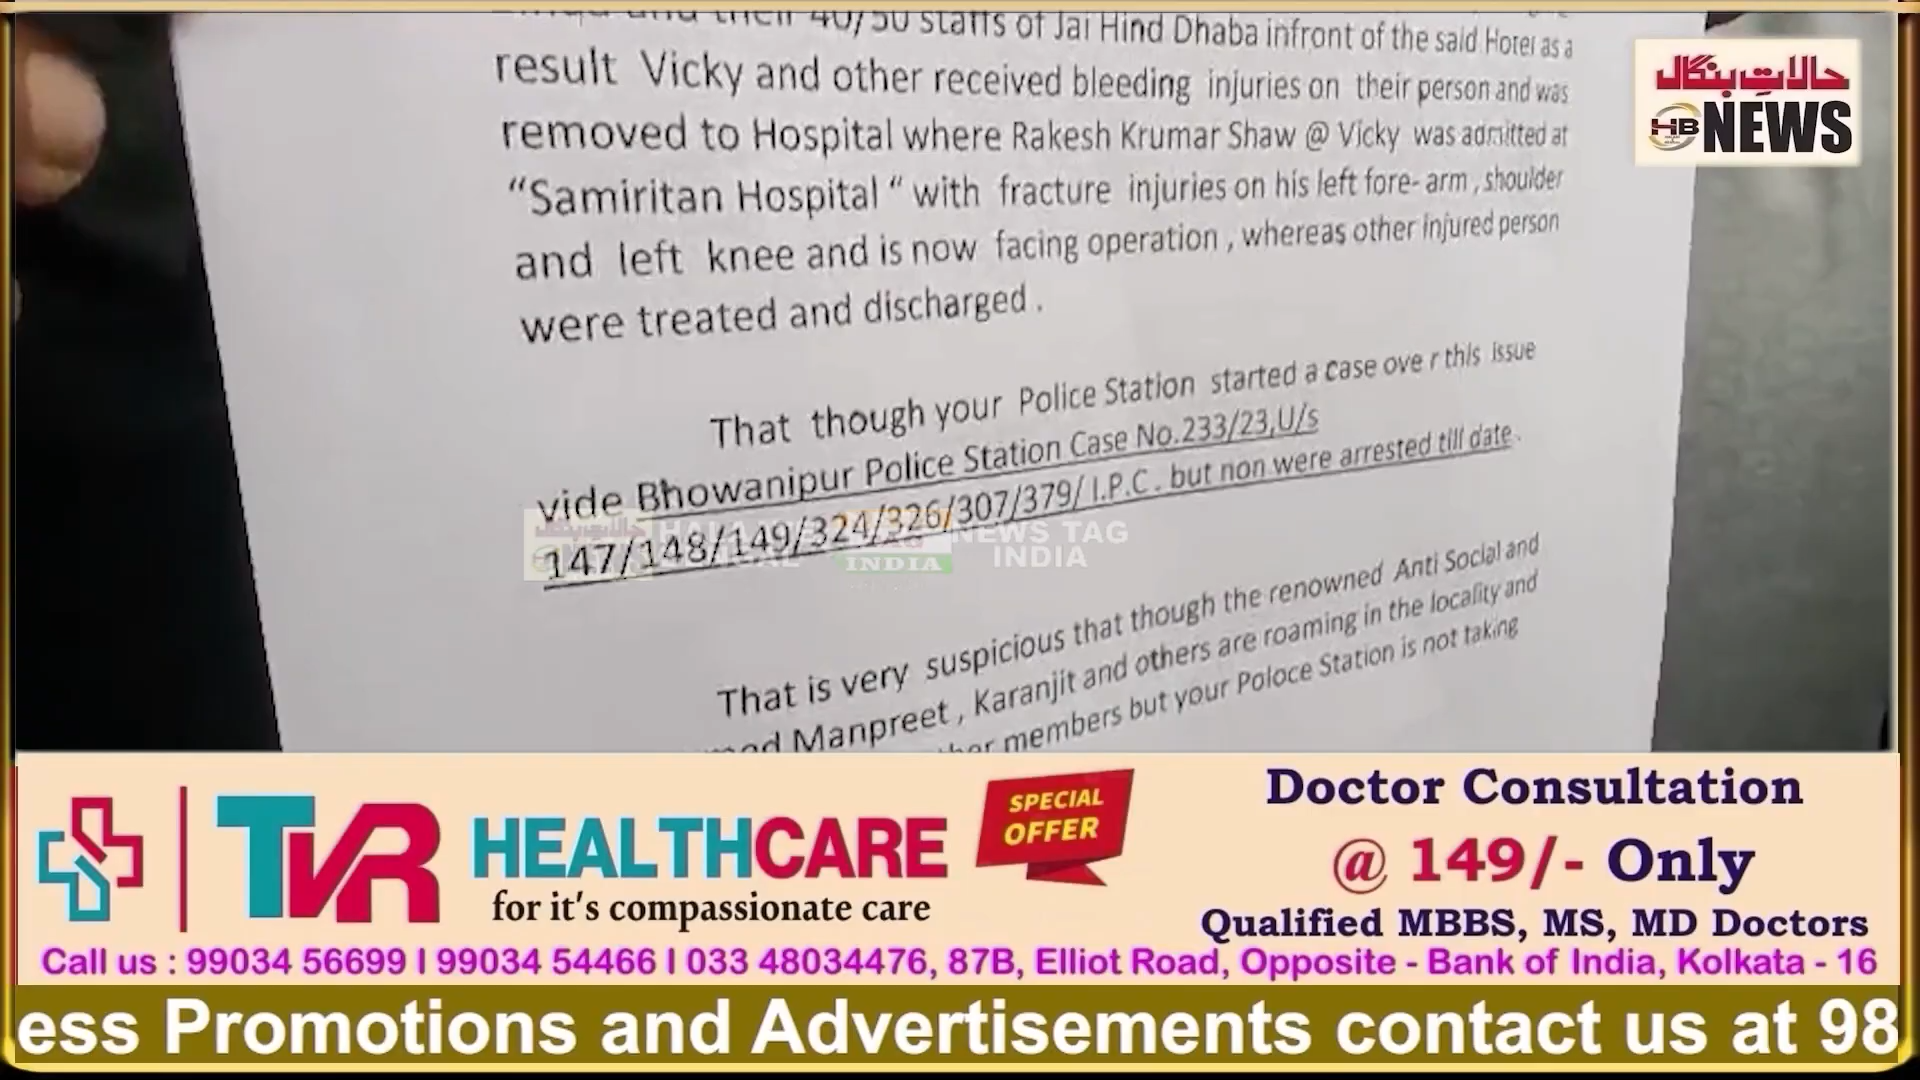 and their 40/50 staffs of Jai Hind Dhaba infront of the said Hotel as a
result Vicky and other received bleeding injuries on their person and was
removed to Hospital where Rakesh Krumar Shaw @ Vicky was admitted at
“Samiritan Hospital “ with fracture injuries on his left fore- arm , shoulder
and left knee and is now facing operation , whereas other injured person
were treated and discharged .
That though your Police Station started a case ove r this issue
vide Bhowanipur Police Station Case No.233/23,U/s
147/148/149/324/326/307/379/ I.P.C . but non were arrested till date .
That is very suspicious that though the renowned Anti Social and
Manpreet , Karanjit and others are roaming in the locality and
members but your Poloce Station is not taking
حالاتِ بنگال
HB NEWS
NEWS TAG
INDIA
INDIA
TVR HEALTHCARE
for it's compassionate care
SPECIAL
OFFER
Doctor Consultation
@ 149/- Only
Qualified MBBS, MS, MD Doctors
Call us : 99034 56699 I 99034 54466 I 033 48034476, 87B, Elliot Road, Opposite - Bank of India, Kolkata - 16
ess Promotions and Advertisements contact us at 98